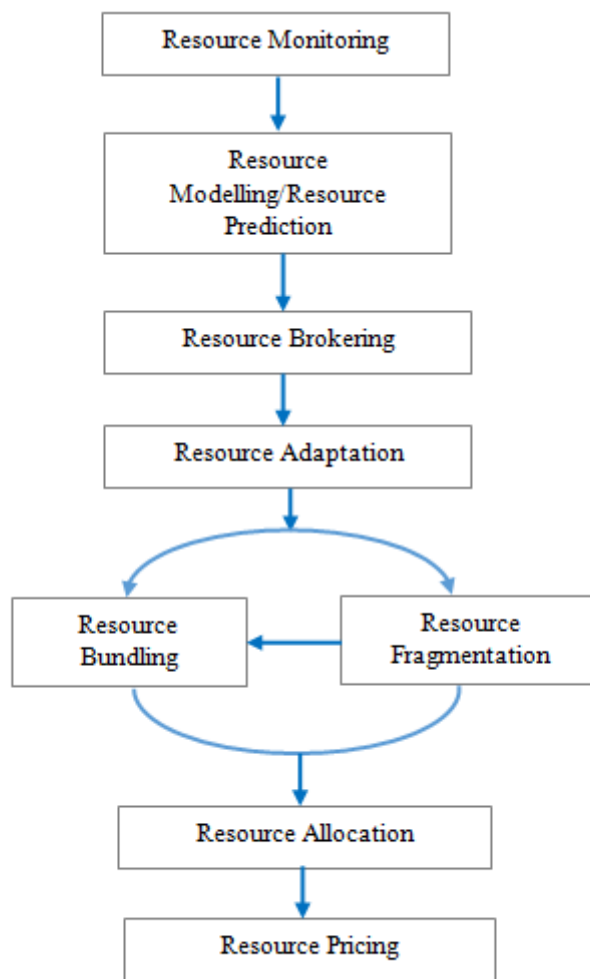 Resource Monitoring
Resource
Modelling/Resource
Prediction
Resource Brokering
Resource Adaptation
Resource
Bundling
Resource
Fragmentation
Resource Allocation
Resource Pricing